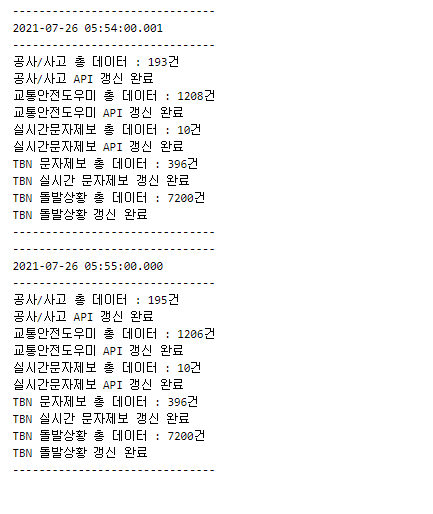 -------------------------------
2021-07-26 05:54:00.001
-------------------------------
공사/사고 총 데이터 : 193건
공사/사고 API 갱신 완료
교통안전도우미 총 데이터 : 1208건
교통안전도우미 API 갱신 완료
실시간문자제보 총 데이터 : 10건
실시간문자제보 API 갱신 완료
TBN 문자제보 총 데이터 : 396건
TBN 실시간 문자제보 갱신 완료
TBN 돌발상황 총 데이터 : 7200건
TBN 돌발상황 갱신 완료
-------------------------------
-------------------------------
2021-07-26 05:55:00.000
-------------------------------
공사/사고 총 데이터 : 195건
공사/사고 API 갱신 완료
교통안전도우미 총 데이터 : 1206건
교통안전도우미 API 갱신 완료
실시간문자제보 총 데이터 : 10건
실시간문자제보 API 갱신 완료
TBN 문자제보 총 데이터 : 396건
TBN 실시간 문자제보 갱신 완료
TBN 돌발상황 총 데이터 : 7200건
TBN 돌발상황 갱신 완료
-------------------------------